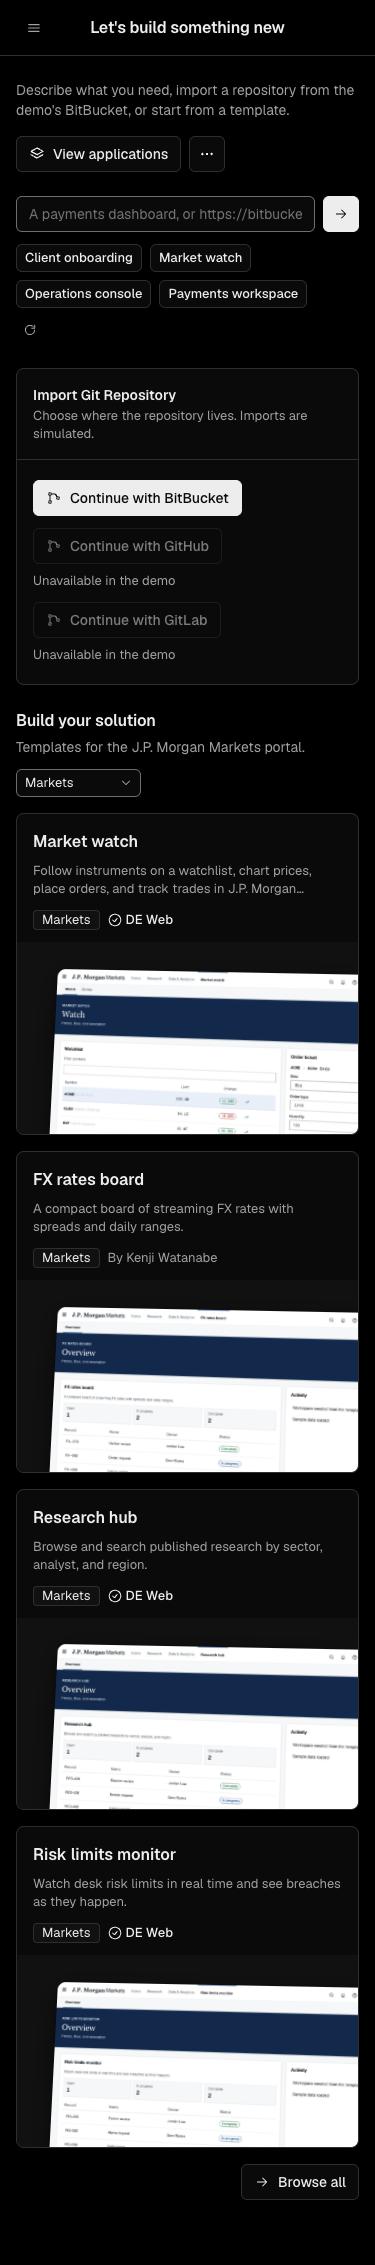 Let's build something new
Describe what you need, import a repository from the
demo's BitBucket, or start from a template.
View applications
A payments dashboard, or https://bitbucke
Client onboarding
Market watch
Operations console
Payments workspace
Import Git Repository
Choose where the repository lives. Imports are
simulated.
Continue with BitBucket
Continue with GitHub
Unavailable in the demo
Continue with GitLab
Unavailable in the demo
Build your solution
Templates for the J.P. Morgan Markets portal.
Markets
Market watch
Follow instruments on a watchlist, chart prices,
place orders, and track trades in J.P. Morgan…
Markets
DE Web
J.P. Morgan Markets
Market watch
Watch
Watchlist
Order ticket
FX rates board
A compact board of streaming FX rates with
spreads and daily ranges.
Markets
By Kenji Watanabe
J.P. Morgan Markets
FX rates board
Overview
FX rates board
Activity
Research hub
Browse and search published research by sector,
analyst, and region.
Markets
DE Web
J.P. Morgan Markets
Research hub
Overview
Research hub
Activity
Risk limits monitor
Watch desk risk limits in real time and see breaches
as they happen.
Markets
DE Web
J.P. Morgan Markets
Risk limits monitor
Overview
Risk limits monitor
Activity
Browse all